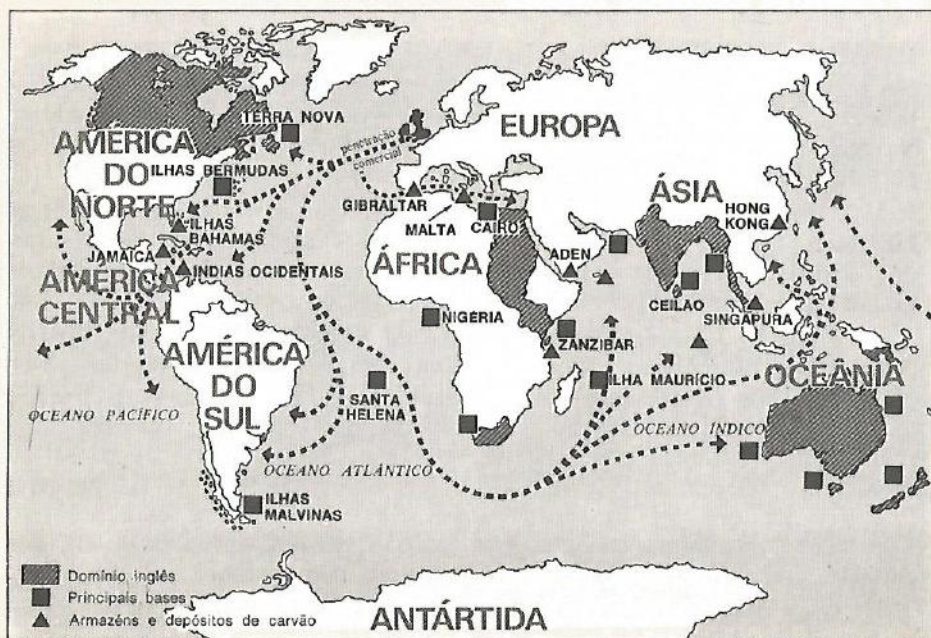 TERRA NOVA
AMÉRICA
DO
NORTE
ILHAS BERMUDAS
penetração
comercial
EUROPA
ÁSIA
GIBRALTAR
MALTA
CAIRO
HONG
KONG
ILHAS
BAHAMAS
JAMAICA
ÍNDIAS OCIDENTAIS
AMÉRICA
CENTRAL
ÁFRICA
ADEN
CEILÃO
SINGAPURA
NIGÉRIA
ZANZIBAR
AMÉRICA
DO
SUL
SANTA
HELENA
ILHA MAURÍCIO
OCEÂNIA
OCEANO PACÍFICO
OCEANO ATLÂNTICO
OCEANO ÍNDICO
ILHAS
MALVINAS
Domínio inglês
Principais bases
Armazéns e depósitos de carvão
ANTÁRTIDA